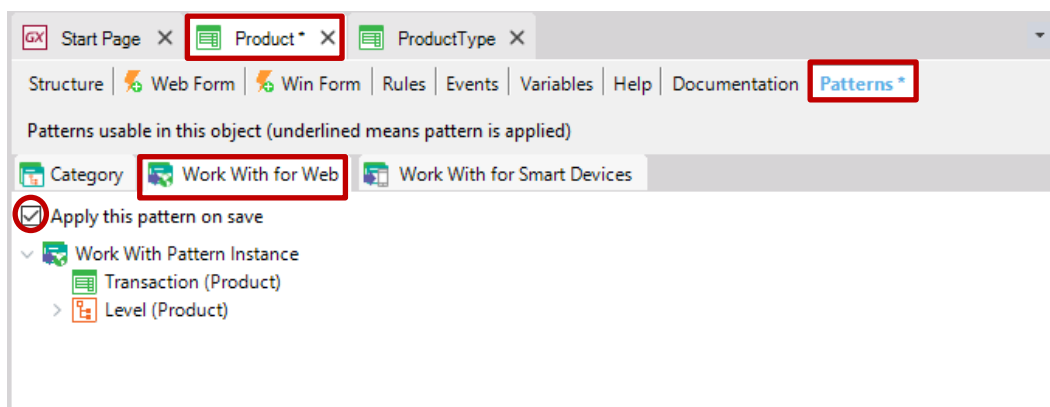 GX Start Page Product * ProductType
Structure Web Form Win Form Rules Events Variables Help Documentation Patterns *
Patterns usable in this object (underlined means pattern is applied)
Category Work With for Web Work With for Smart Devices
Apply this pattern on save
Work With Pattern Instance
Transaction (Product)
Level (Product)